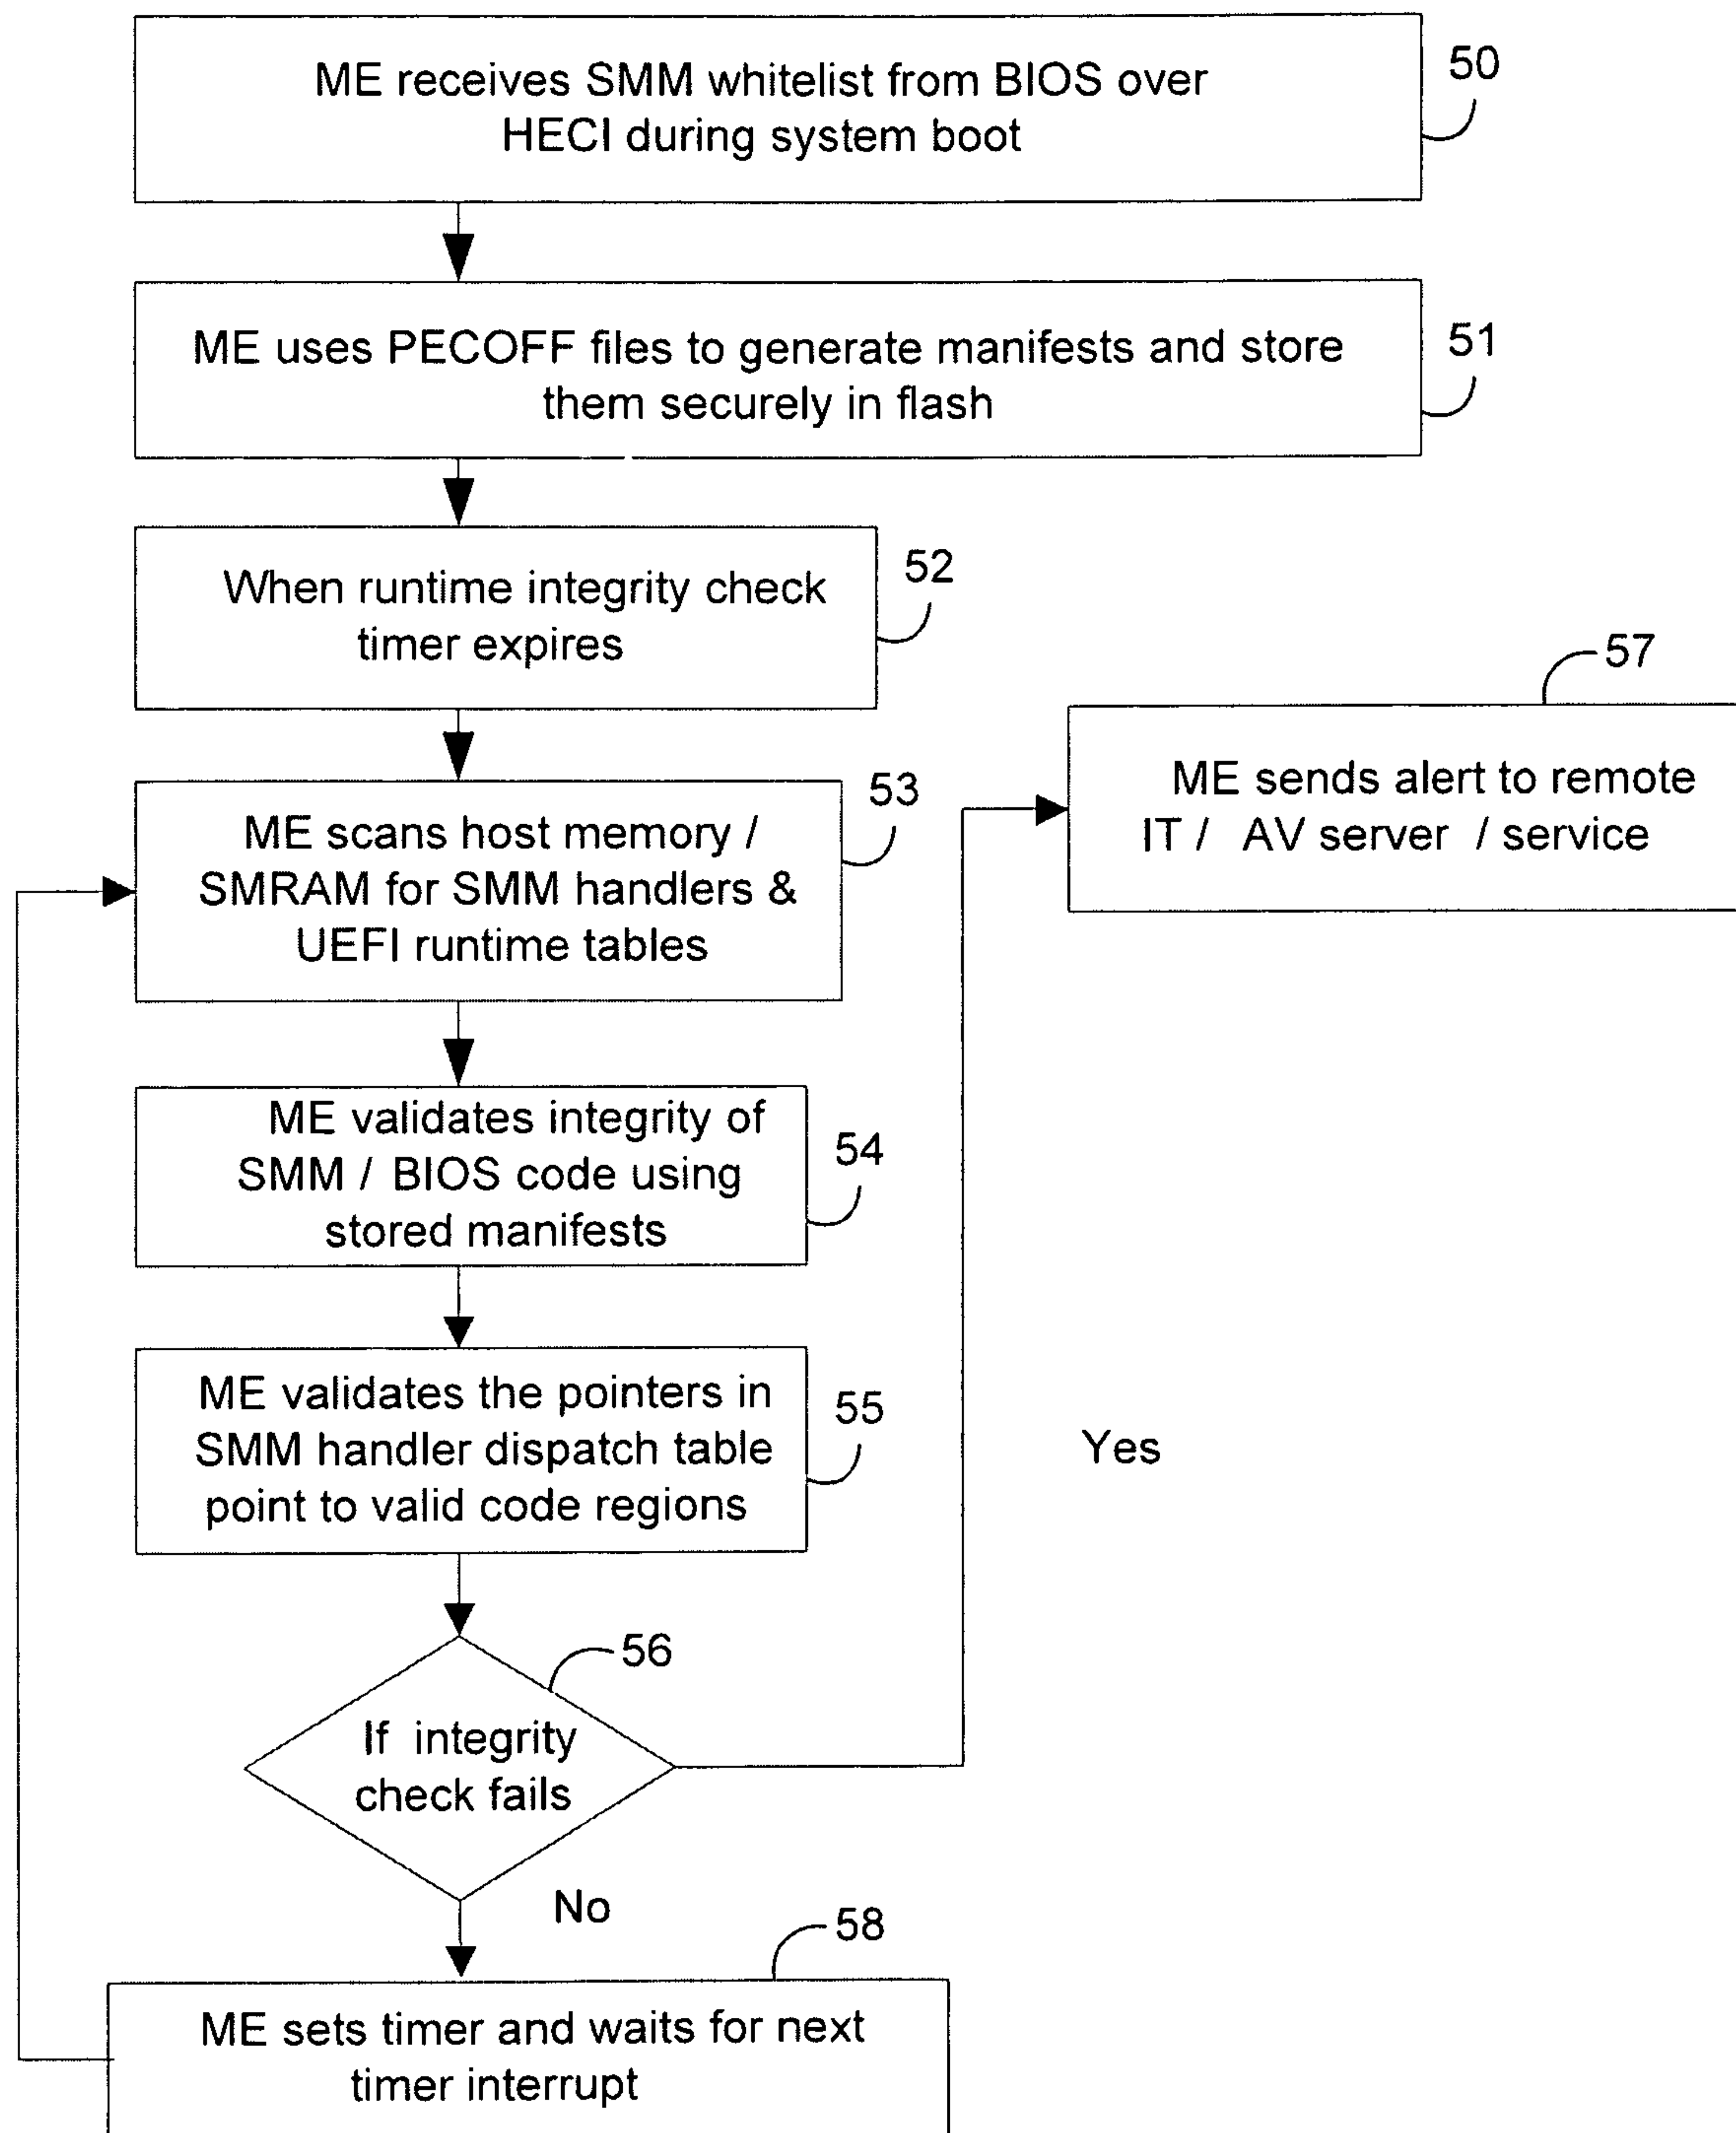 ME receives SMM whitelist from BIOS over
HECI during system boot
50
ME uses PECOFF files to generate manifests and store
them securely in flash
51
When runtime integrity check
timer expires
52
ME scans host memory /
SMRAM for SMM handlers &
UEFI runtime tables
53
57
ME sends alert to remote
IT / AV server / service
ME validates integrity of
SMM / BIOS code using
stored manifests
54
ME validates the pointers in
SMM handler dispatch table
point to valid code regions
55
Yes
56
If integrity
check fails
No
58
ME sets timer and waits for next
timer interrupt